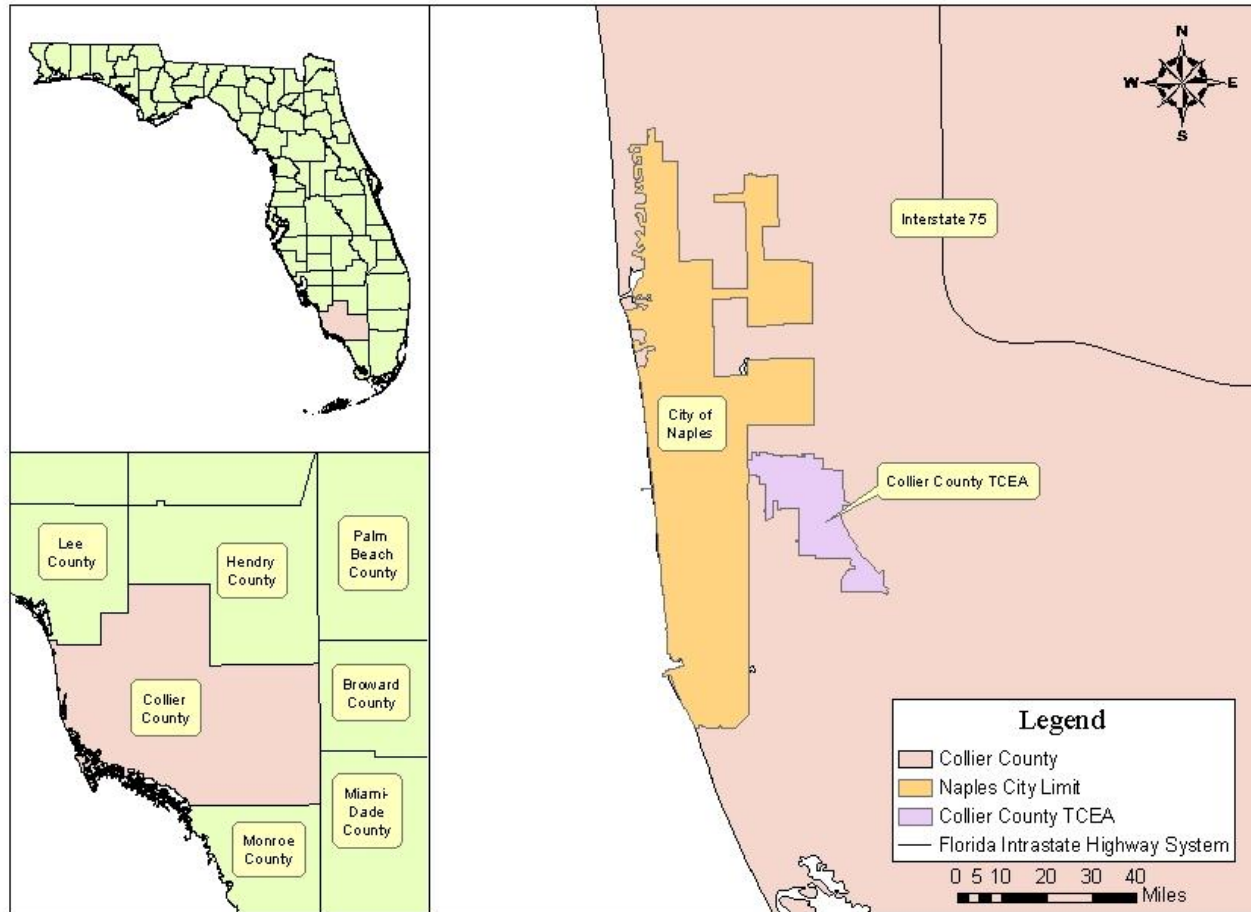 N
W
E
S
Interstate 75
City of
Naples
Collier County TCEA
Lee
County
Hendry
County
Palm
Beach
County
Collier
County
Broward
County
Miami-
Dade
County
Monroe
County
Legend
Collier County
Naples City Limit
Collier County TCEA
Florida Intrastate Highway System
0 5 10 20 30 40
Miles